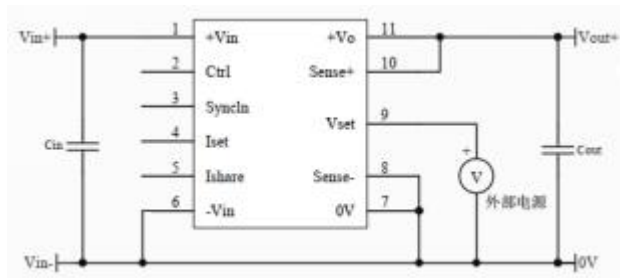 Vin+ 1 +Vin +Vo 11 Vout+
2 Ctrl Sense+ 10
3 SyncIn
4 Iset Vset 9
Cin + V Cout
5 Ishare Sense- 8
外部电源
6 -Vin 0V 7
Vin- 0V